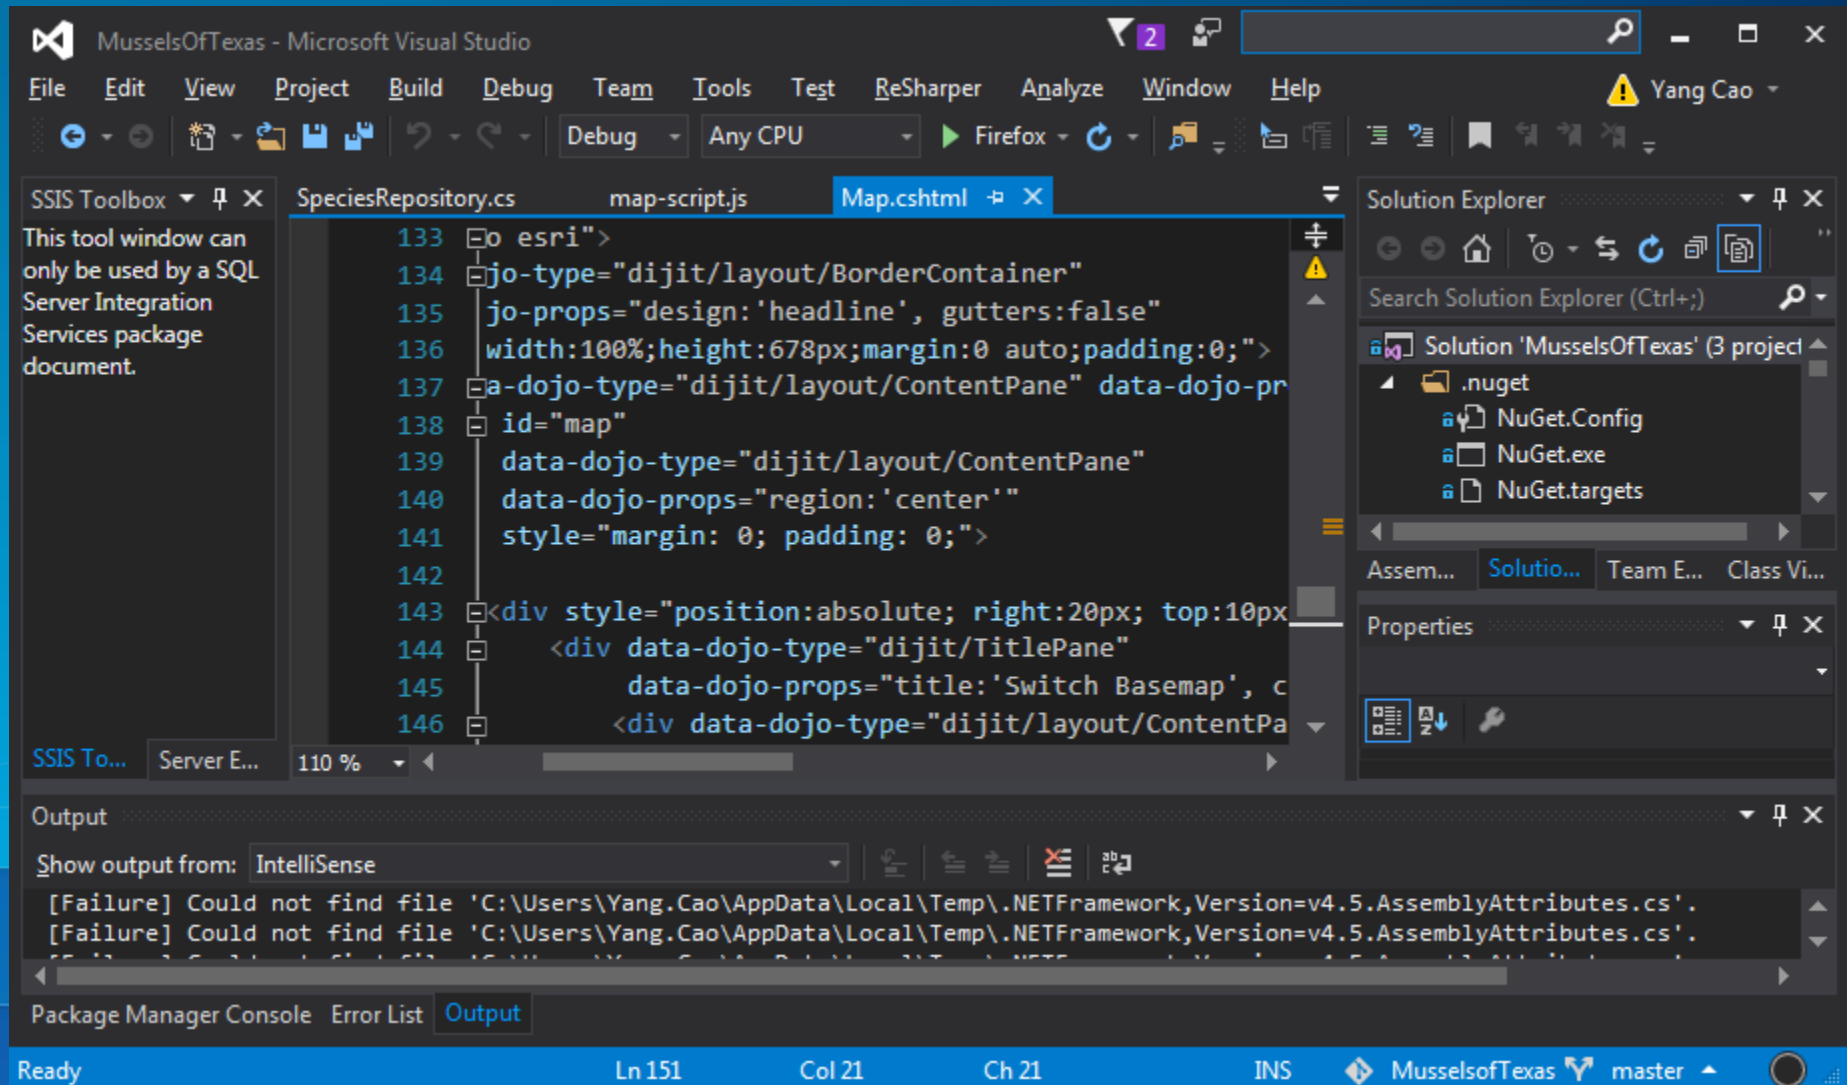 MusselsOfTexas - Microsoft Visual Studio
2
File Edit View Project Build Debug Team Tools Test ReSharper Analyze Window Help
Yang Cao
Debug Any CPU Firefox
SSIS Toolbox
This tool window can
only be used by a SQL
Server Integration
Services package
document.
SSIS To... Server E...
SpeciesRepository.cs map-script.js Map.cshtml
133 o esri">
134 jo-type="dijit/layout/BorderContainer"
135 jo-props="design:'headline', gutters:false"
136 width:100%;height:678px;margin:0 auto;padding:0;">
137 a-dojo-type="dijit/layout/ContentPane" data-dojo-pr
138 id="map"
139 data-dojo-type="dijit/layout/ContentPane"
140 data-dojo-props="region:'center'"
141 style="margin: 0; padding: 0;">
142
143 <div style="position:absolute; right:20px; top:10px
144 <div data-dojo-type="dijit/TitlePane"
145 data-dojo-props="title:'Switch Basemap', c
146 <div data-dojo-type="dijit/layout/ContentPa
110 %
Solution Explorer
Search Solution Explorer (Ctrl+;)
Solution 'MusselsOfTexas' (3 project
.nuget
NuGet.Config
NuGet.exe
NuGet.targets
Assem... Solutio... Team E... Class Vi...
Properties
Output
Show output from: IntelliSense
[Failure] Could not find file 'C:\Users\Yang.Cao\AppData\Local\Temp\.NETFramework,Version=v4.5.AssemblyAttributes.cs'.
[Failure] Could not find file 'C:\Users\Yang.Cao\AppData\Local\Temp\.NETFramework,Version=v4.5.AssemblyAttributes.cs'.
Package Manager Console Error List Output
Ready Ln 151 Col 21 Ch 21 INS MusselsofTexas master